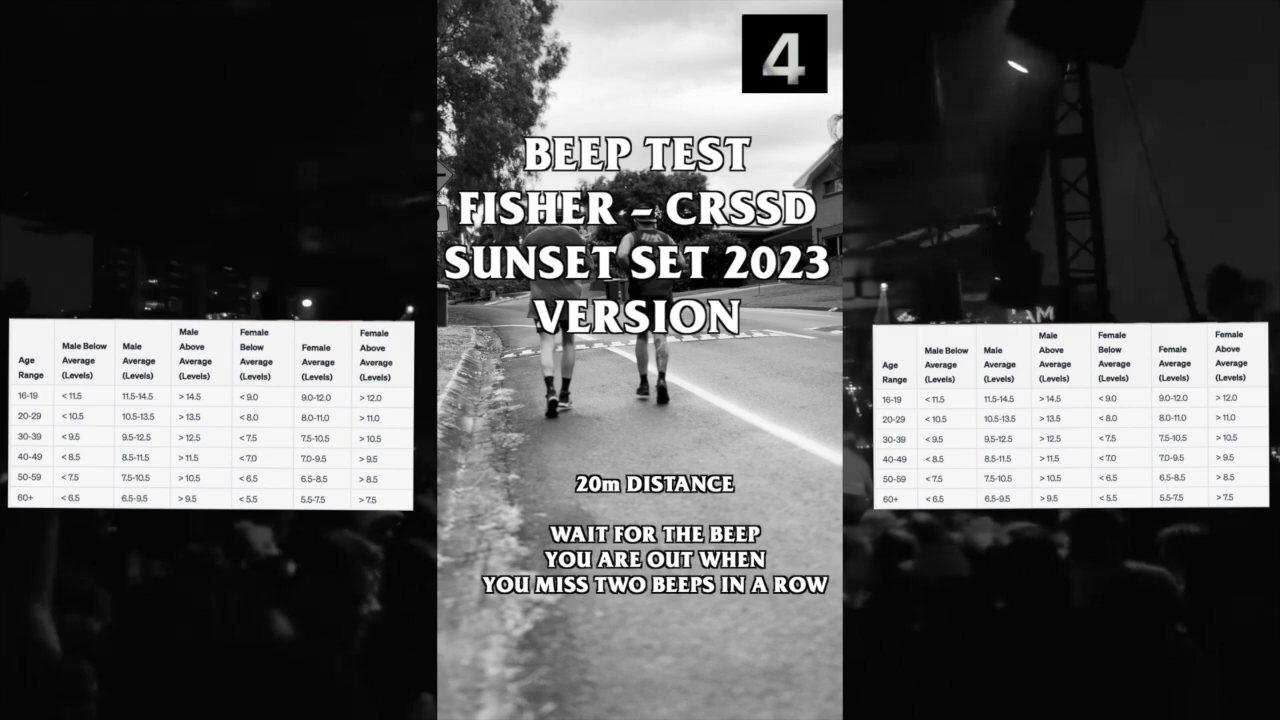 4
BEEP TEST
FISHER – CRSSD
SUNSET SET 2023
VERSION
20m DISTANCE
WAIT FOR THE BEEP
YOU ARE OUT WHEN
YOU MISS TWO BEEPS IN A ROW
Age Range | Male Below Average (Levels) | Male Average (Levels) | Male Above Average (Levels) | Female Below Average (Levels) | Female Average (Levels) | Female Above Average (Levels)
16-19 | < 11.5 | 11.5-14.5 | > 14.5 | < 9.0 | 9.0-12.0 | > 12.0
20-29 | < 10.5 | 10.5-13.5 | > 13.5 | < 8.0 | 8.0-11.0 | > 11.0
30-39 | < 9.5 | 9.5-12.5 | > 12.5 | < 7.5 | 7.5-10.5 | > 10.5
40-49 | < 8.5 | 8.5-11.5 | > 11.5 | < 7.0 | 7.0-9.5 | > 9.5
50-59 | < 7.5 | 7.5-10.5 | > 10.5 | < 6.5 | 6.5-8.5 | > 8.5
60+ | < 6.5 | 6.5-9.5 | > 9.5 | < 5.5 | 5.5-7.5 | > 7.5
Age Range | Male Below Average (Levels) | Male Average (Levels) | Male Above Average (Levels) | Female Below Average (Levels) | Female Average (Levels) | Female Above Average (Levels)
16-19 | < 11.5 | 11.5-14.5 | > 14.5 | < 9.0 | 9.0-12.0 | > 12.0
20-29 | < 10.5 | 10.5-13.5 | > 13.5 | < 8.0 | 8.0-11.0 | > 11.0
30-39 | < 9.5 | 9.5-12.5 | > 12.5 | < 7.5 | 7.5-10.5 | > 10.5
40-49 | < 8.5 | 8.5-11.5 | > 11.5 | < 7.0 | 7.0-9.5 | > 9.5
50-59 | < 7.5 | 7.5-10.5 | > 10.5 | < 6.5 | 6.5-8.5 | > 8.5
60+ | < 6.5 | 6.5-9.5 | > 9.5 | < 5.5 | 5.5-7.5 | > 7.5